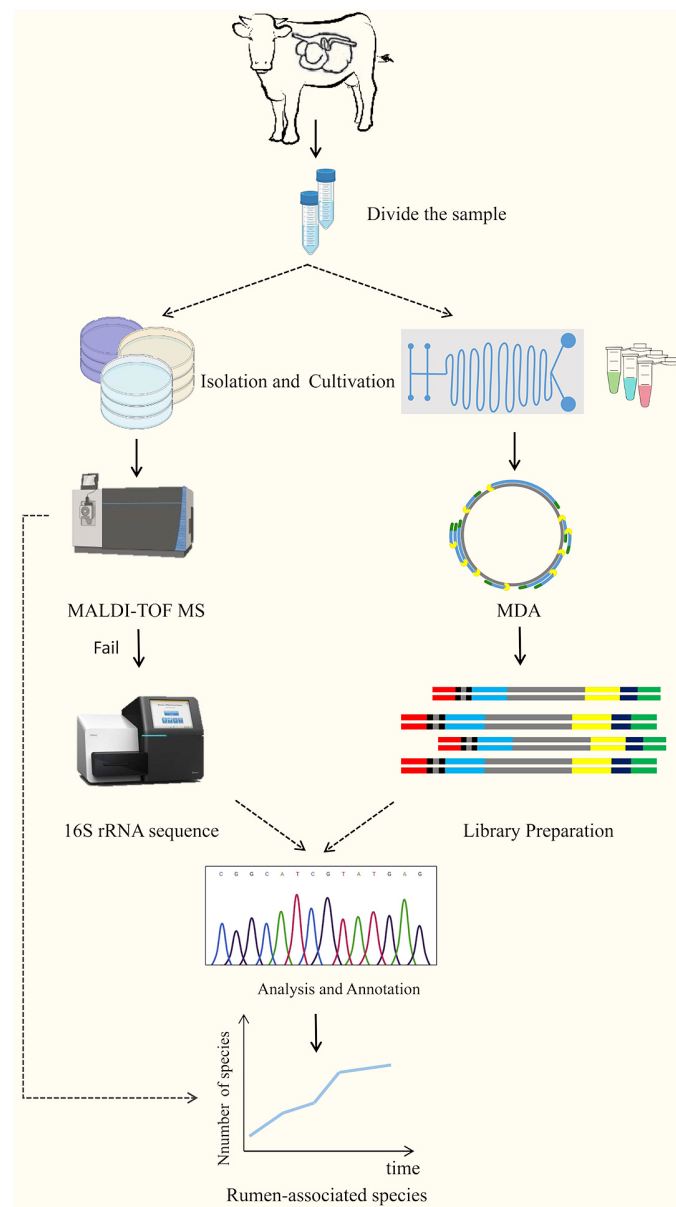 Divide the sample
Isolation and Cultivation
MALDI-TOF MS
MDA
Fail
16S rRNA sequence
Library Preparation
C G G C A T C G T A T G A G
Analysis and Annotation
Nnumber of species
time
Rumen-associated species